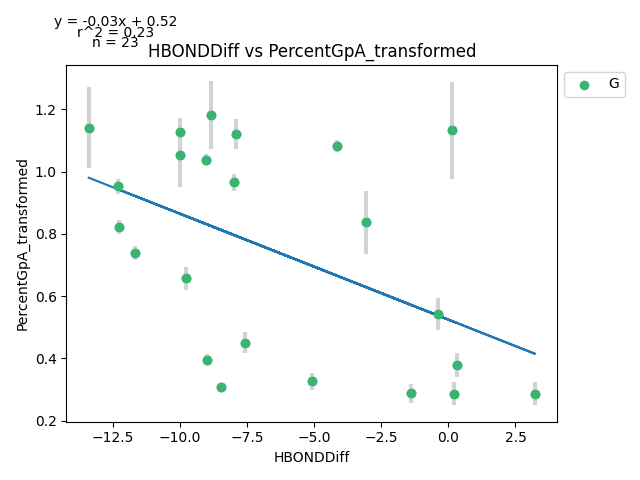 y = -0.03x + 0.52
r^2 = 0.23
n = 23
HBONDDiff vs PercentGpA_transformed
G
1.2
1.0
0.8
0.6
0.4
0.2
PercentGpA_transformed
−12.5 −10.0 −7.5 −5.0 −2.5 0.0 2.5
HBONDDiff